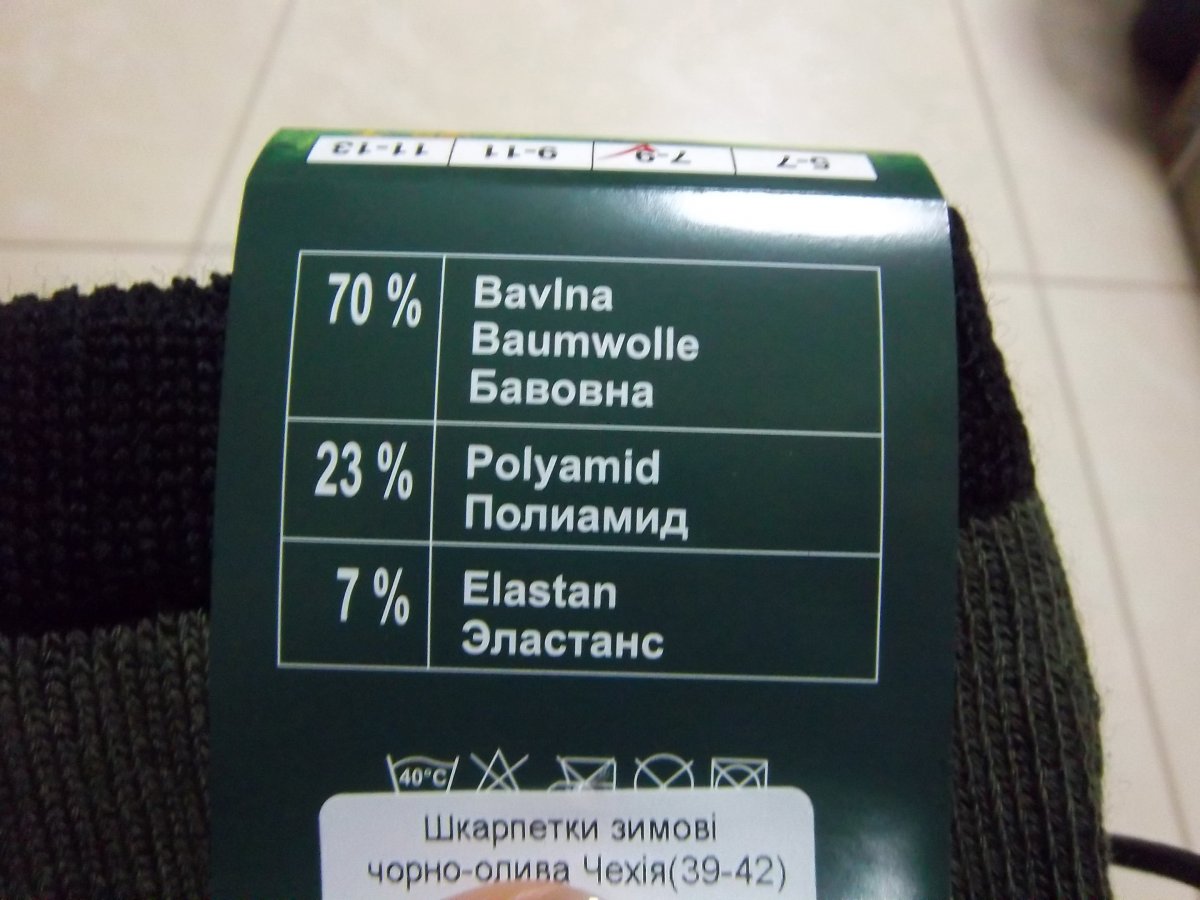 11-13 9-11 7-9 5-7
70 % Bavlna
Baumwolle
Бавовна
23 % Polyamid
Полиамид
7 % Elastan
Эластанс
40°C
Шкарпетки зимові
чорно-олива Чехія(39-42)